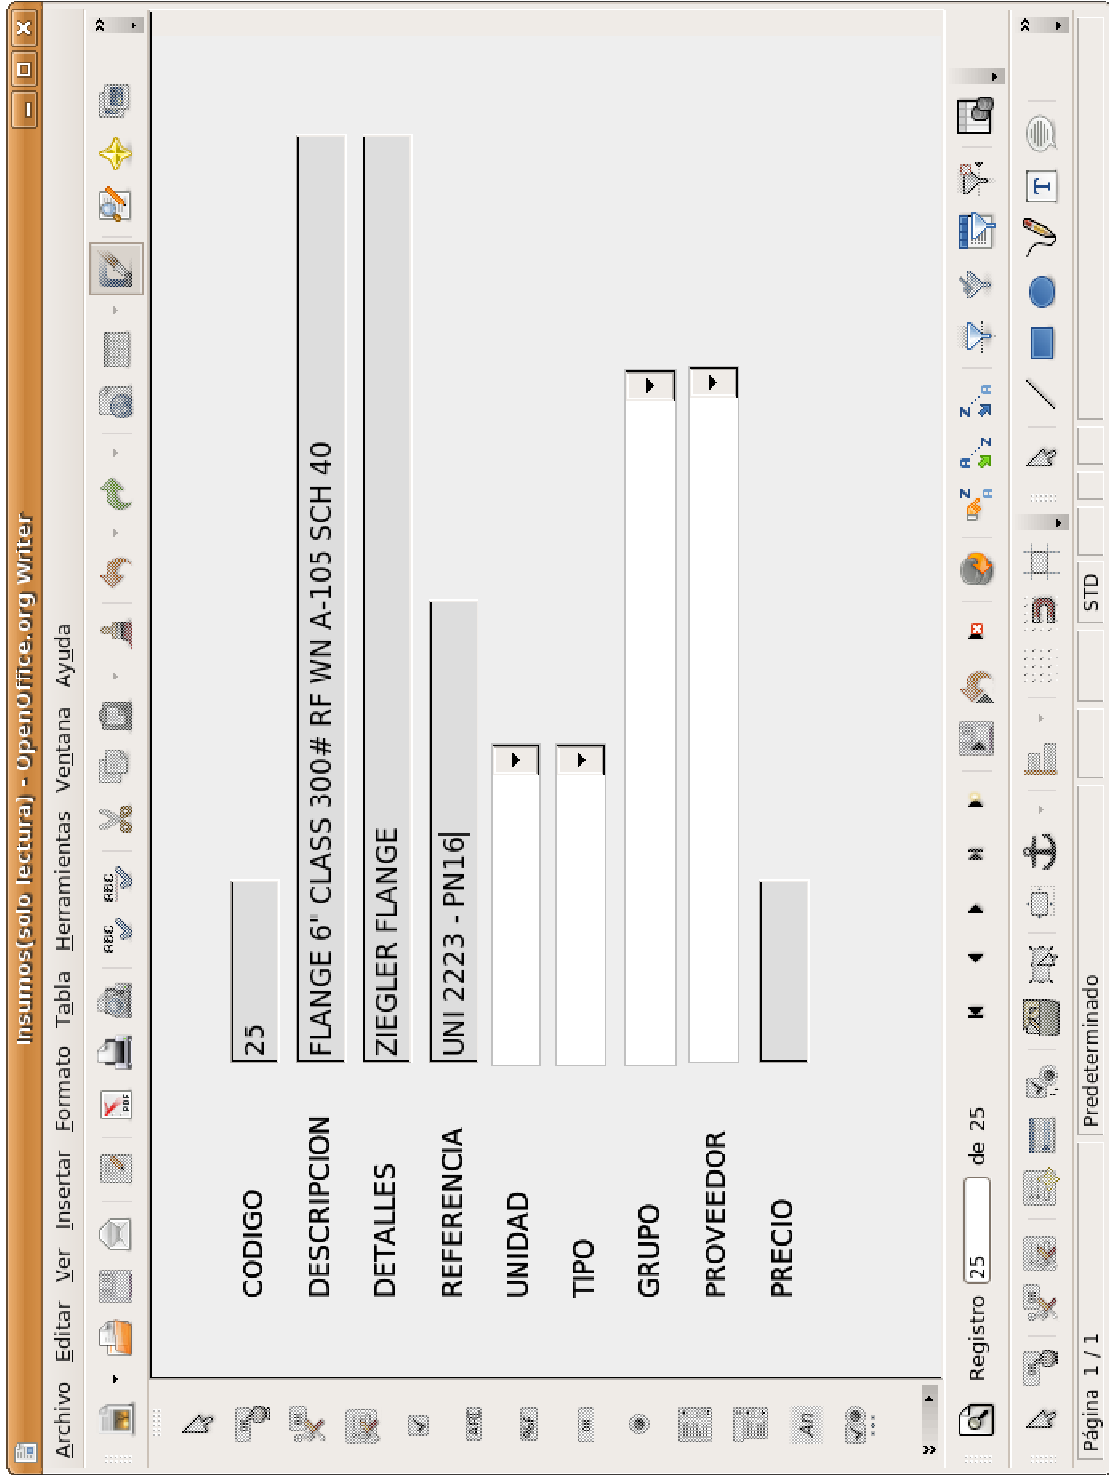 Insumos(solo lectura) - OpenOffice.org Writer
Archivo Editar Ver Insertar Formato Tabla Herramientas Ventana Ayuda
CODIGO 25
DESCRIPCION FLANGE 6" CLASS 300# RF WN A-105 SCH 40
DETALLES ZIEGLER FLANGE
REFERENCIA UNI 2223 - PN16
UNIDAD
TIPO
GRUPO
PROVEEDOR
PRECIO
Registro 25 de 25
Página 1 / 1 Predeterminado STD